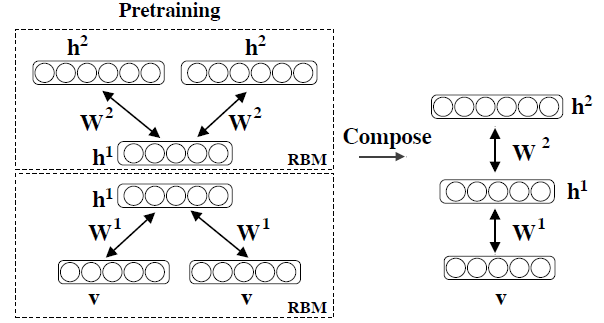 Pretraining
h² h²
W² W²
h¹
RBM
h¹
W¹ W¹
v v
RBM
Compose
h²
W²
h¹
W¹
v